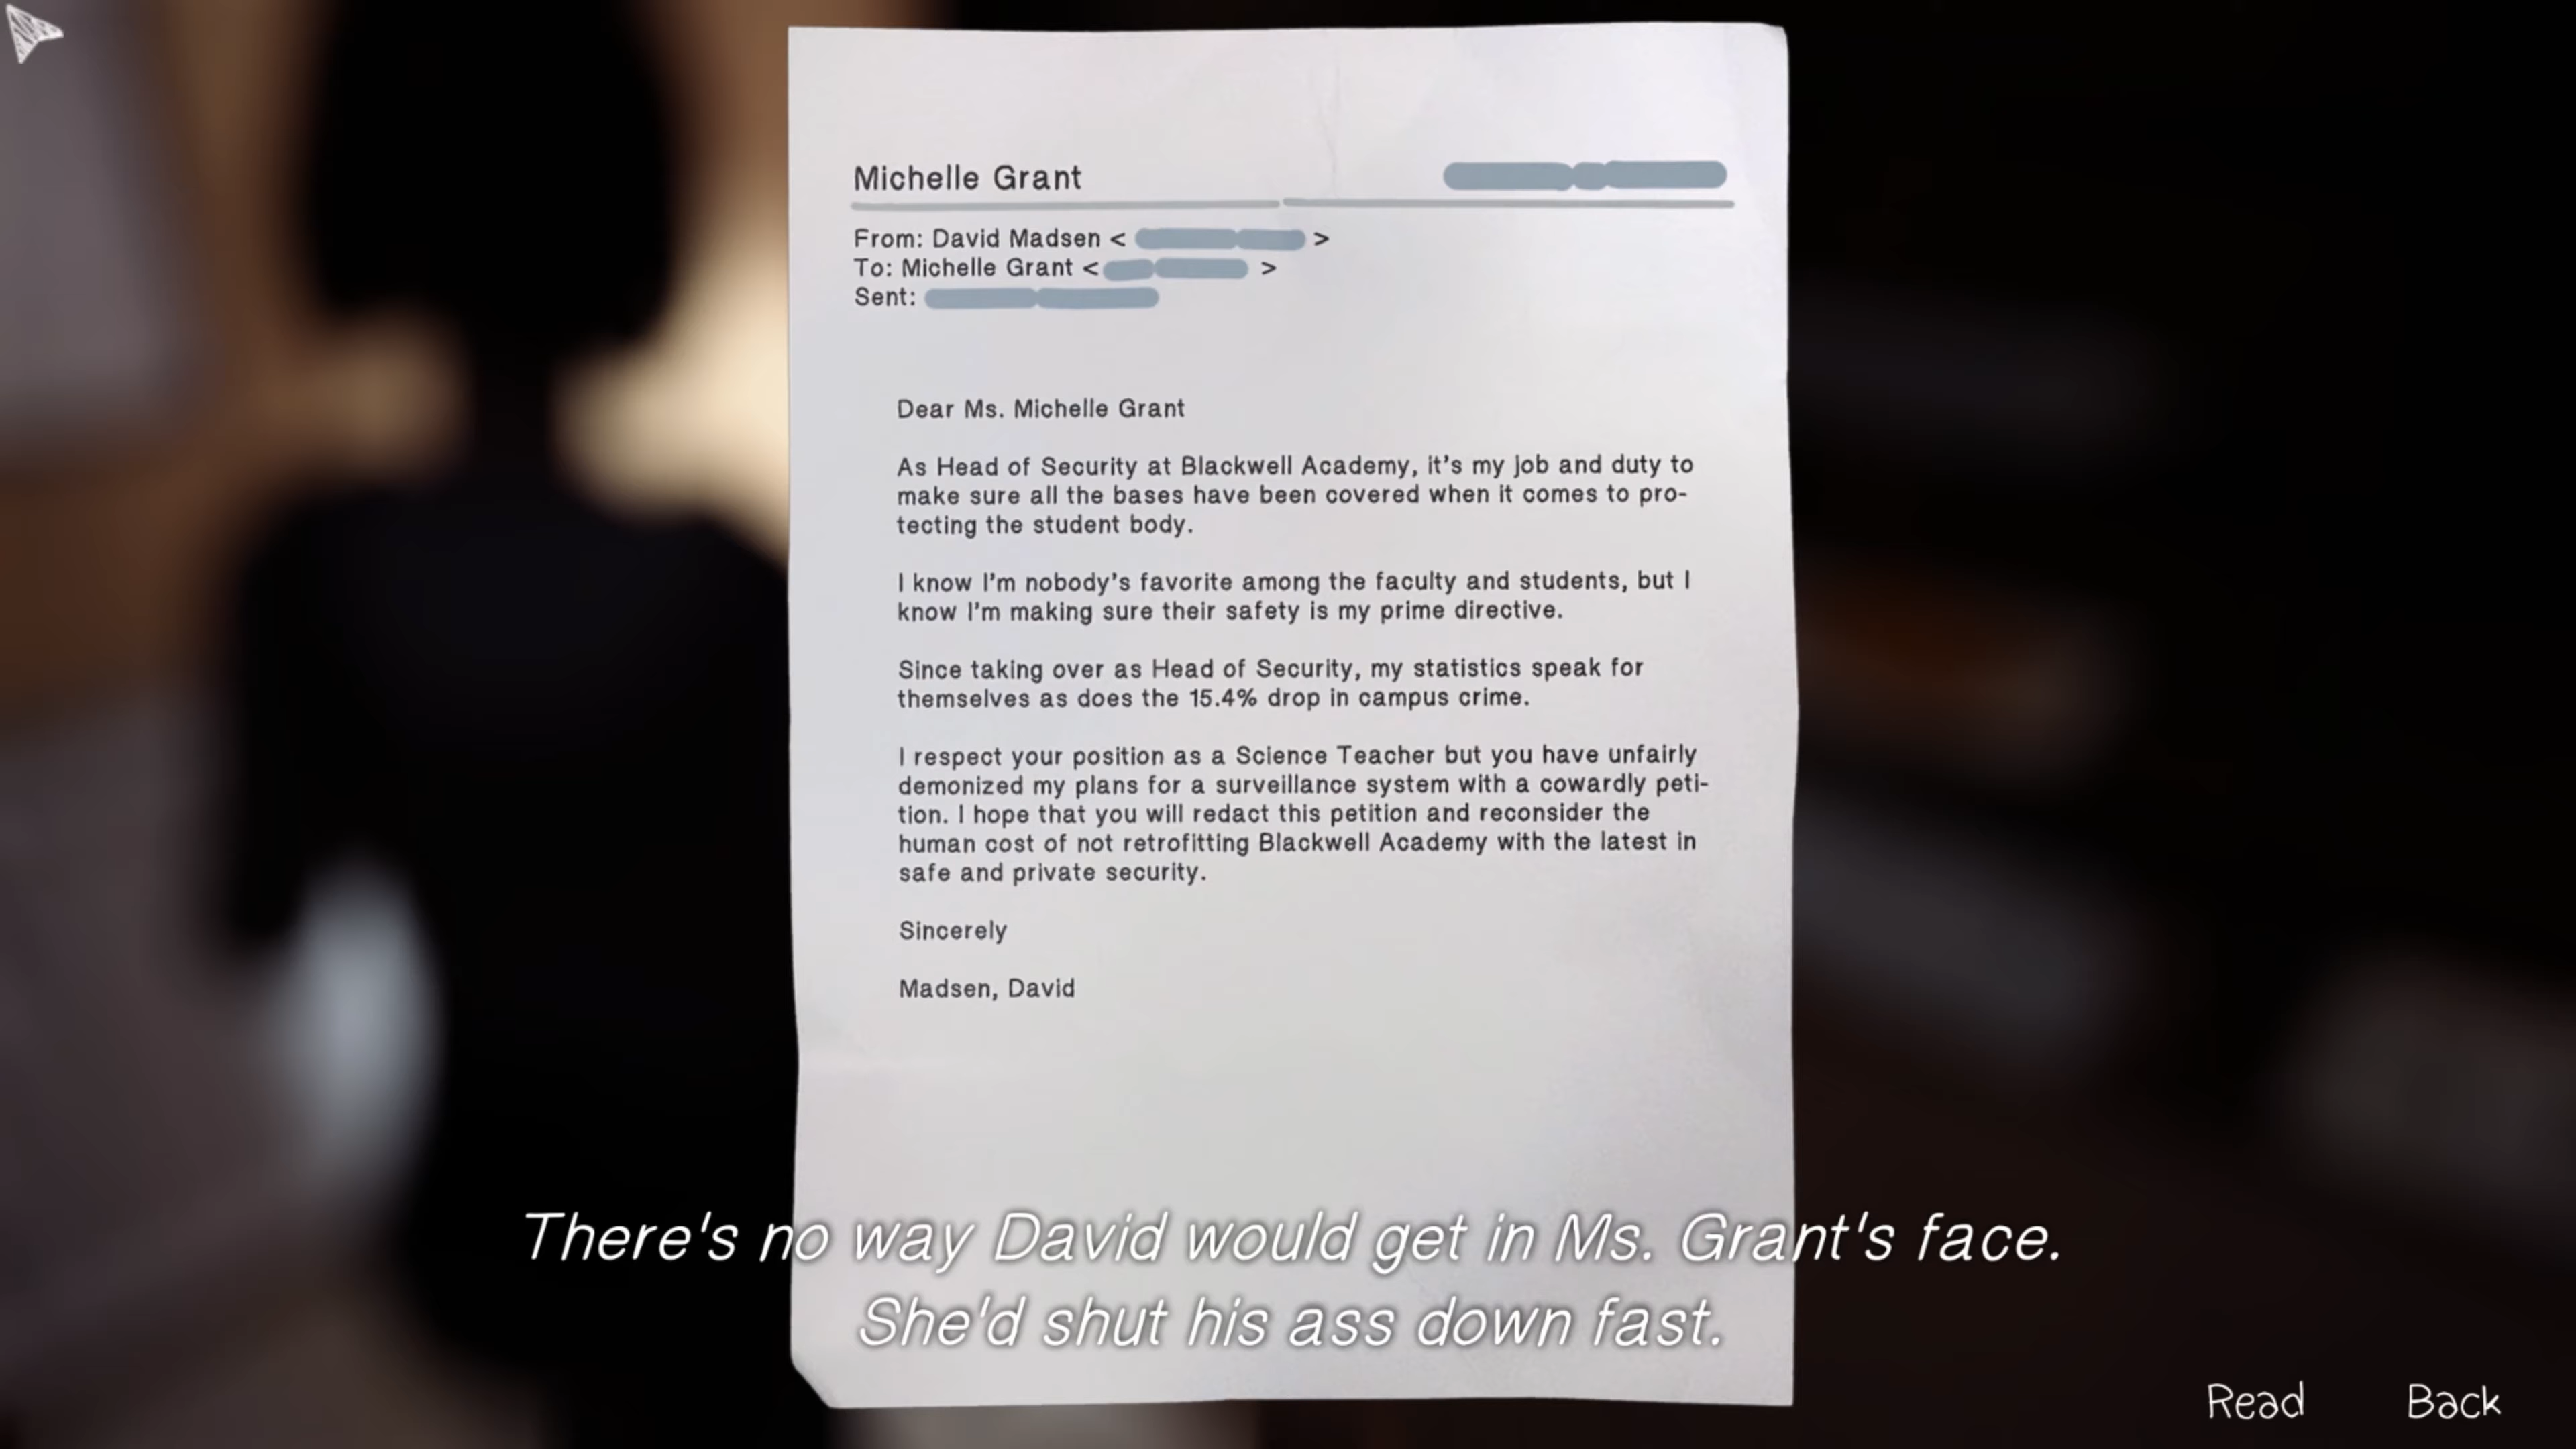 Michelle Grant
From: David Madsen < >
To: Michelle Grant < >
Sent:
Dear Ms. Michelle Grant
As Head of Security at Blackwell Academy, it's my job and duty to
make sure all the bases have been covered when it comes to pro-
tecting the student body.
I know I'm nobody's favorite among the faculty and students, but I
know I'm making sure their safety is my prime directive.
Since taking over as Head of Security, my statistics speak for
themselves as does the 15.4% drop in campus crime.
I respect your position as a Science Teacher but you have unfairly
demonized my plans for a surveillance system with a cowardly peti-
tion. I hope that you will redact this petition and reconsider the
human cost of not retrofitting Blackwell Academy with the latest in
safe and private security.
Sincerely
Madsen, David
There's no way David would get in Ms. Grant's face.
She'd shut his ass down fast.
Read Back